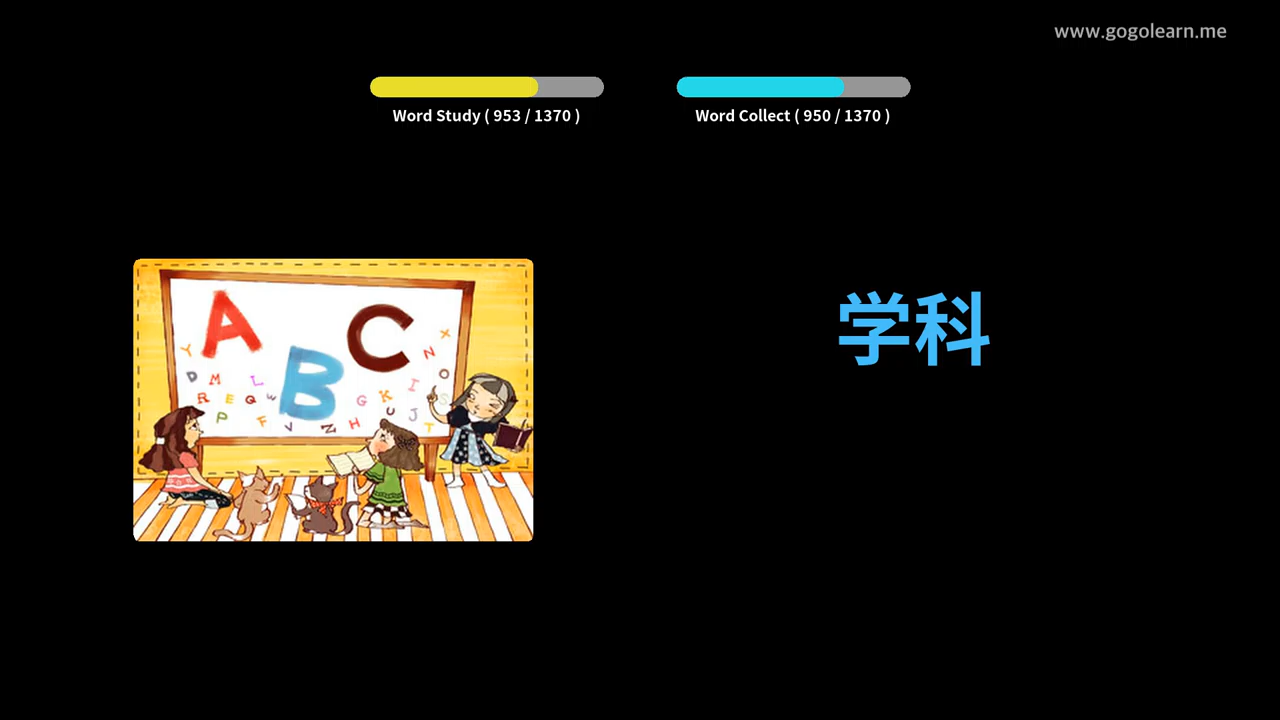 www.gogolearn.me
Word Study ( 953 / 1370 )
Word Collect ( 950 / 1370 )
学科
A
B
C
X
Y
N
D M L I O
R E Q W G K S
P F U J
V Z H T